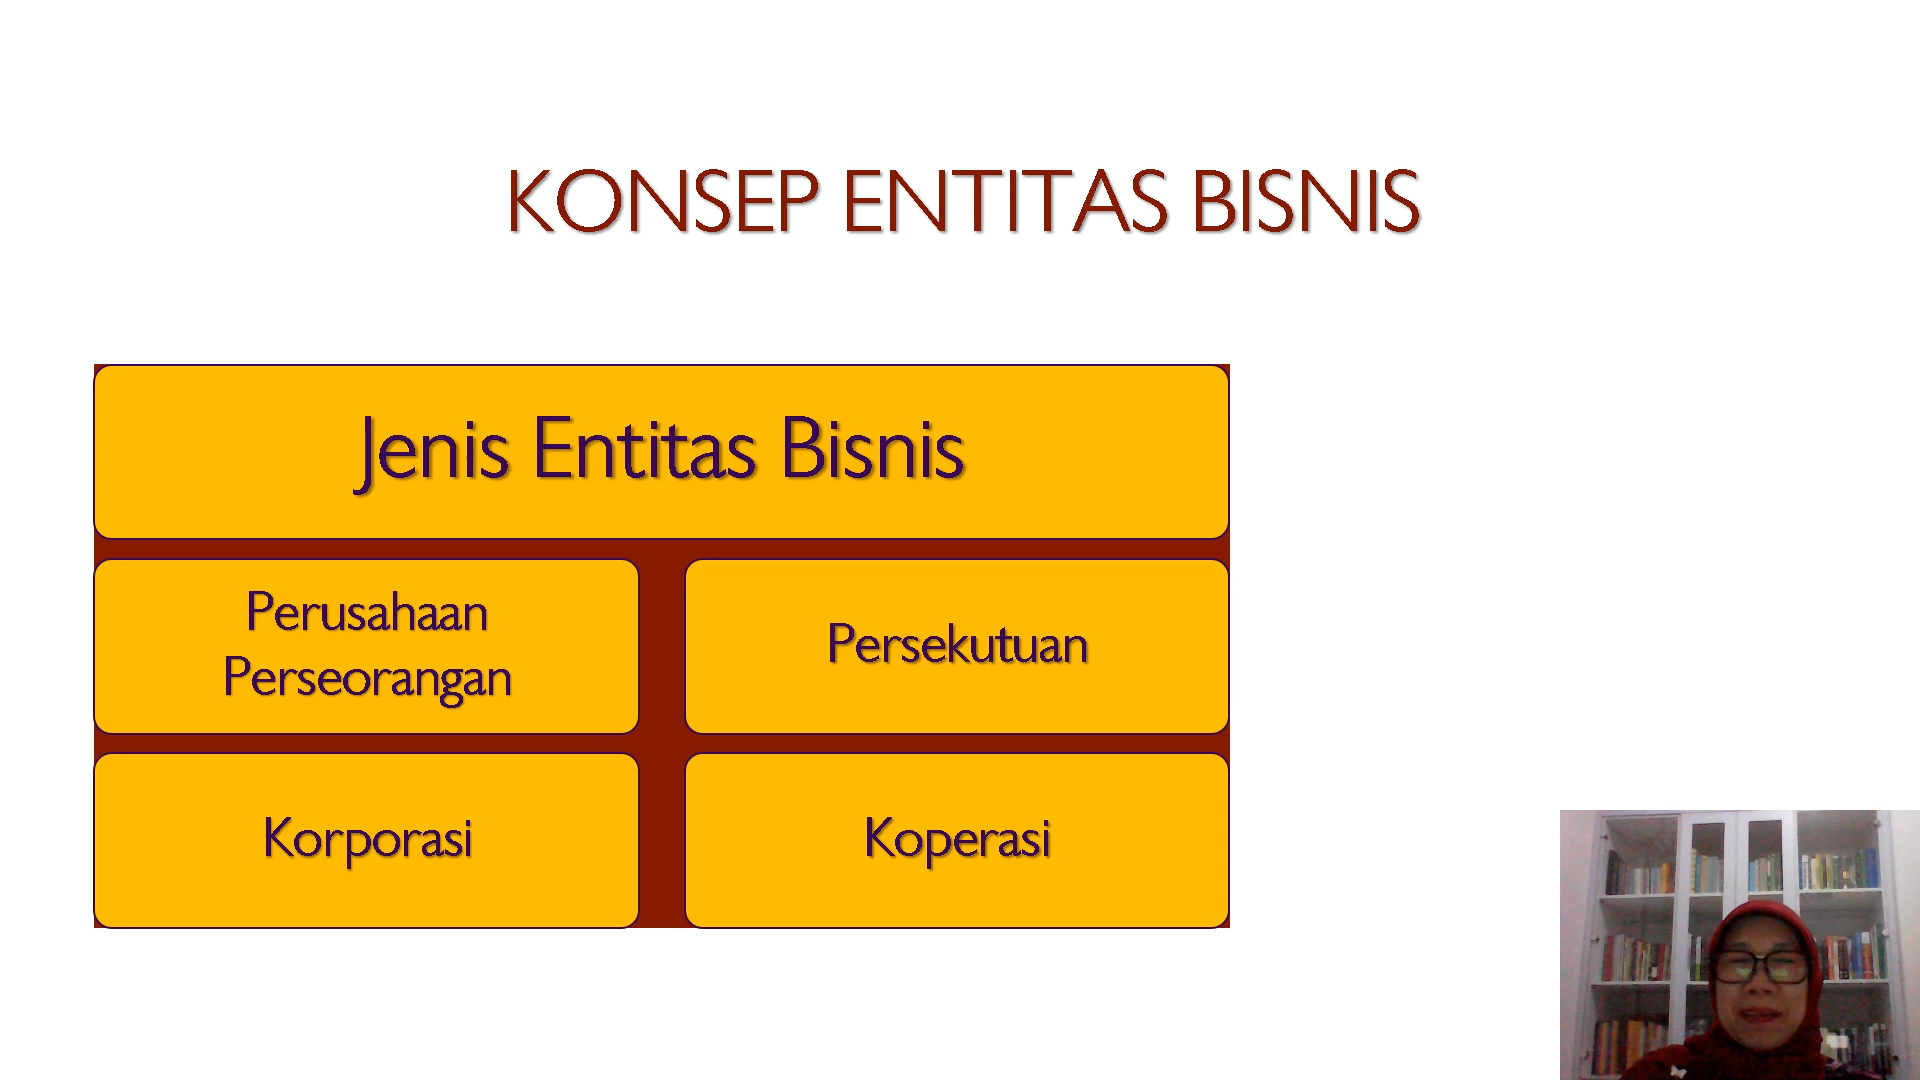 KONSEP ENTITAS BISNIS
Jenis Entitas Bisnis
Perusahaan
Perseorangan
Persekutuan
Korporasi
Koperasi